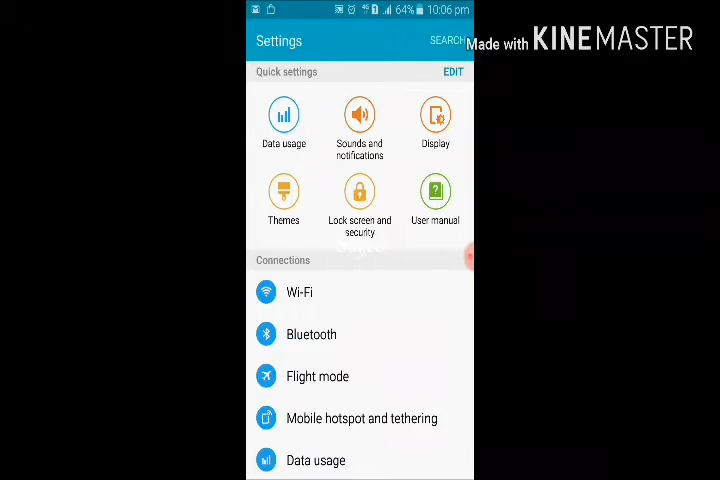 64% 10:06 pm
Settings
SEARCH
Made with KINEMASTER
Quick settings
EDIT
Data usage
Sounds and notifications
Display
Themes
Lock screen and security
User manual
Connections
Wi-Fi
Bluetooth
Flight mode
Mobile hotspot and tethering
Data usage